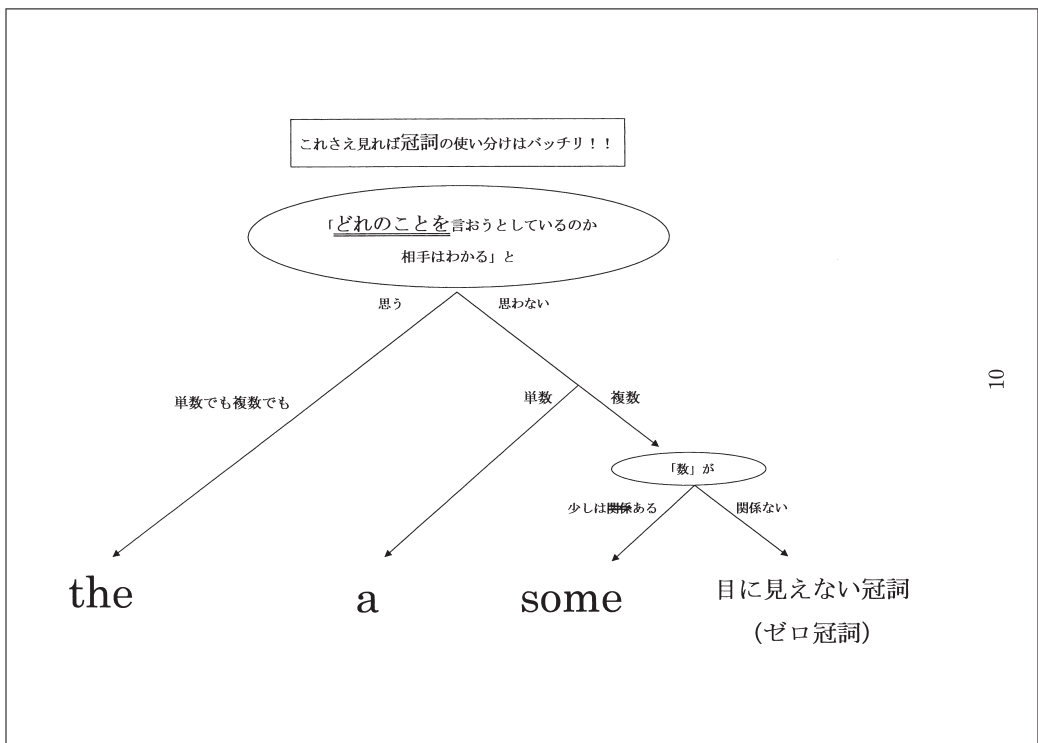 これさえ見れば冠詞の使い分けはバッチリ！！
「どれのことを言おうとしているのか
相手はわかる」と
思う
思わない
単数でも複数でも
単数
複数
10
「数」が
少しは関係ある
関係ない
the
a
some
目に見えない冠詞
（ゼロ冠詞）